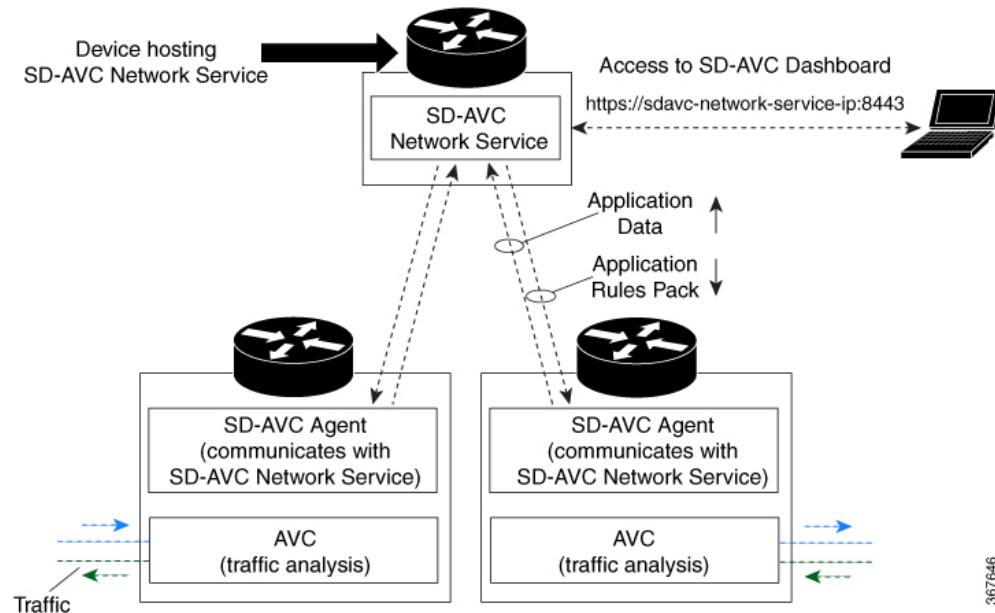 Device hosting
SD-AVC Network Service
Access to SD-AVC Dashboard
https://sdavc-network-service-ip:8443
SD-AVC
Network Service
Application
Data
Application
Rules Pack
SD-AVC Agent
(communicates with
SD-AVC Network Service)
AVC
(traffic analysis)
SD-AVC Agent
(communicates with
SD-AVC Network Service)
AVC
(traffic analysis)
Traffic
367646